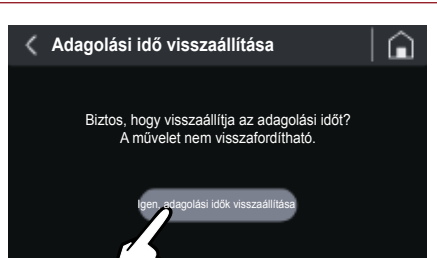 Adagolási idő visszaállítása
Biztos, hogy visszaállítja az adagolási időt?
A művelet nem visszafordítható.
Igen, adagolási idők visszaállítása